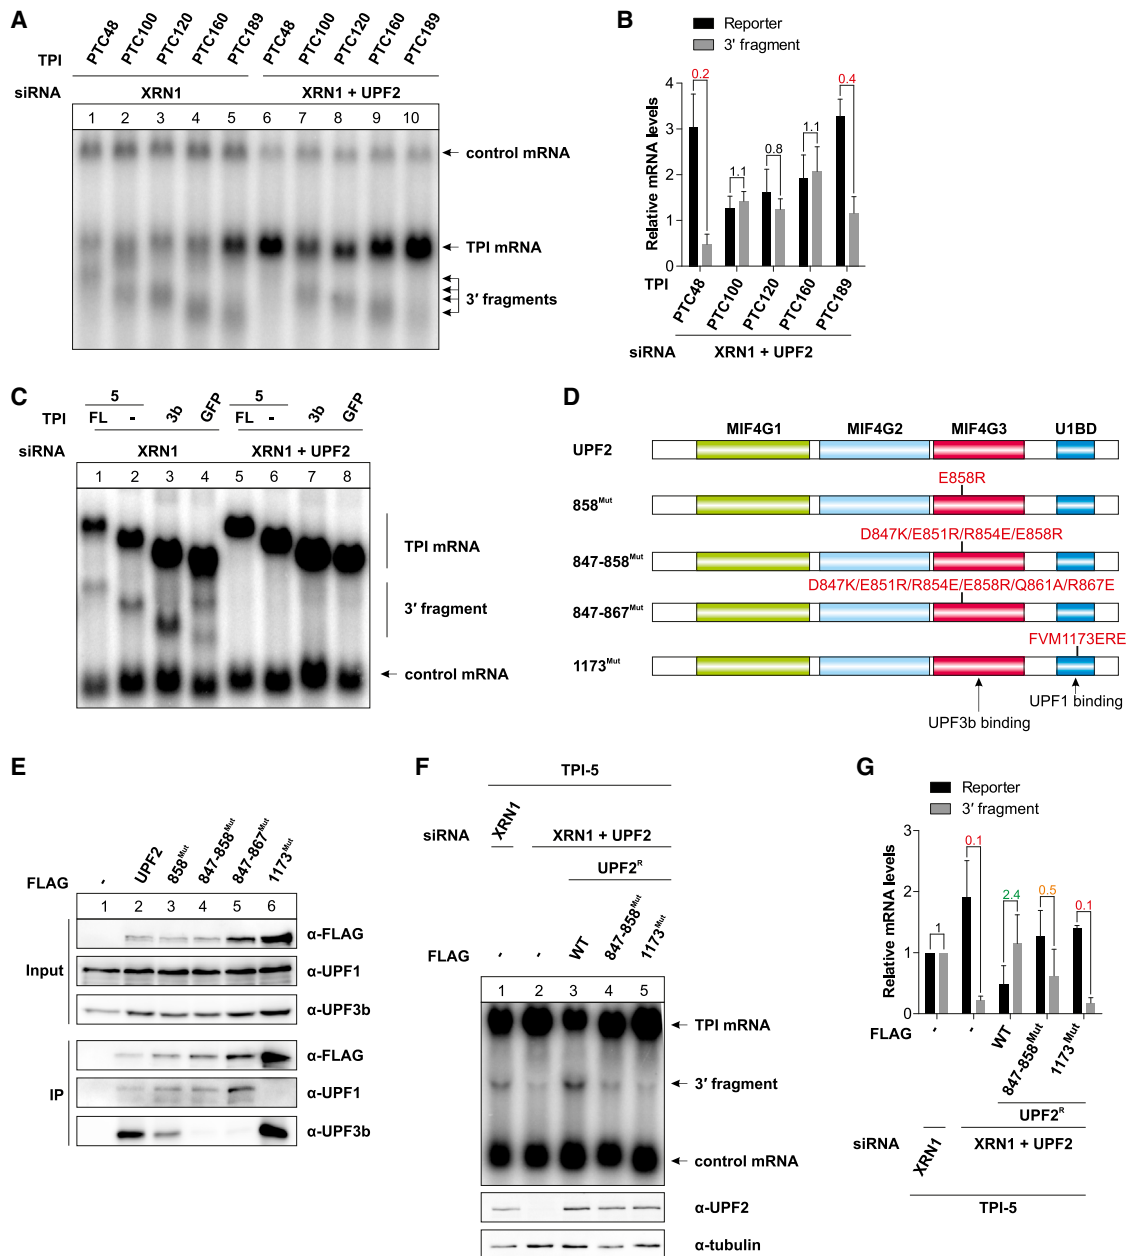 A
TPI
PTC48 PTC100 PTC120 PTC160 PTC189 PTC48 PTC100 PTC120 PTC160 PTC189
siRNA XRN1 XRN1 + UPF2
1 2 3 4 5 6 7 8 9 10
control mRNA
TPI mRNA
3′ fragments
B
Reporter
3′ fragment
Relative mRNA levels
4
3
2
1
0
0.2 1.1 0.8 1.1 0.4
TPI
PTC48 PTC100 PTC120 PTC160 PTC189
siRNA XRN1 + UPF2
C
5 5
TPI FL - 3b GFP FL - 3b GFP
siRNA XRN1 XRN1 + UPF2
1 2 3 4 5 6 7 8
TPI mRNA
3′ fragment
control mRNA
D
MIF4G1 MIF4G2 MIF4G3 U1BD
UPF2
E858R
858Mut
D847K/E851R/R854E/E858R
847-858Mut
D847K/E851R/R854E/E858R/Q861A/R867E
847-867Mut
FVM1173ERE
1173Mut
UPF1 binding
UPF3b binding
E
FLAG - UPF2 858Mut 847-858Mut 847-867Mut 1173Mut
1 2 3 4 5 6
Input
α-FLAG
α-UPF1
α-UPF3b
IP
α-FLAG
α-UPF1
α-UPF3b
F
TPI-5
siRNA XRN1 XRN1 + UPF2
UPF2R
FLAG - - WT 847-858Mut 1173Mut
1 2 3 4 5
TPI mRNA
3′ fragment
control mRNA
α-UPF2
α-tubulin
G
Reporter
3′ fragment
Relative mRNA levels
3
2
1
0
1 0.1 2.4 0.5 0.1
FLAG - - WT 847-858Mut 1173Mut
UPF2R
siRNA XRN1 XRN1 + UPF2
TPI-5